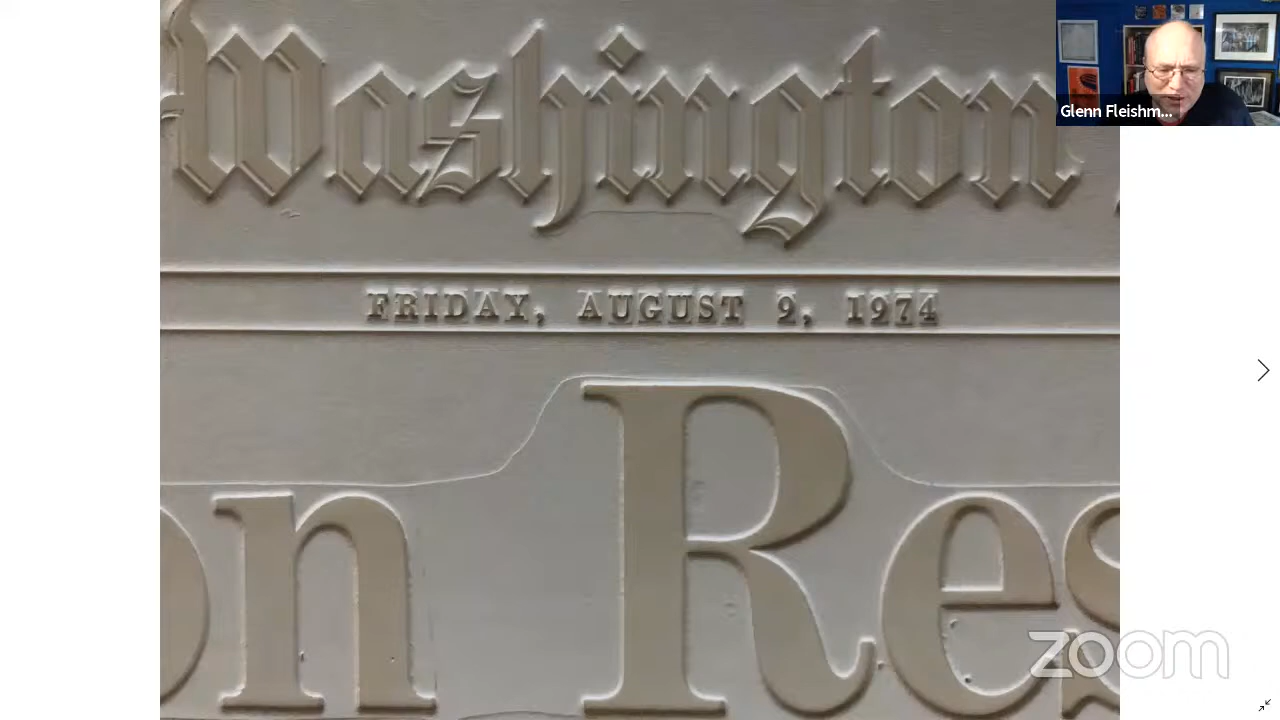 Washington
Glenn Fleishm...
FRIDAY, AUGUST 9, 1974
on Res
zoom